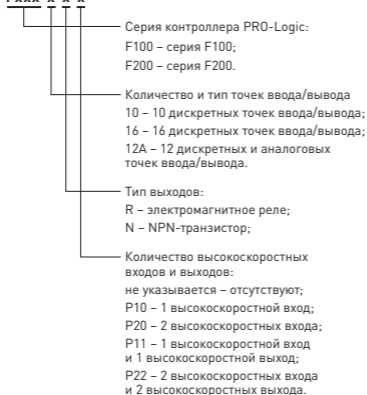 Серия контроллера PRO-Logic:
F100 – серия F100;
F200 – серия F200.
Количество и тип точек ввода/вывода
10 – 10 дискретных точек ввода/вывода;
16 – 16 дискретных точек ввода/вывода;
12А – 12 дискретных и аналоговых
точек ввода/вывода.
Тип выходов:
R – электромагнитное реле;
N – NPN-транзистор;
Количество высокоскоростных
входов и выходов:
не указывается – отсутствуют;
P10 – 1 высокоскоростной вход;
P20 – 2 высокоскоростных входа;
P11 – 1 высокоскоростной вход
и 1 высокоскоростной выход;
P22 – 2 высокоскоростных входа
и 2 высокоскоростных выхода.